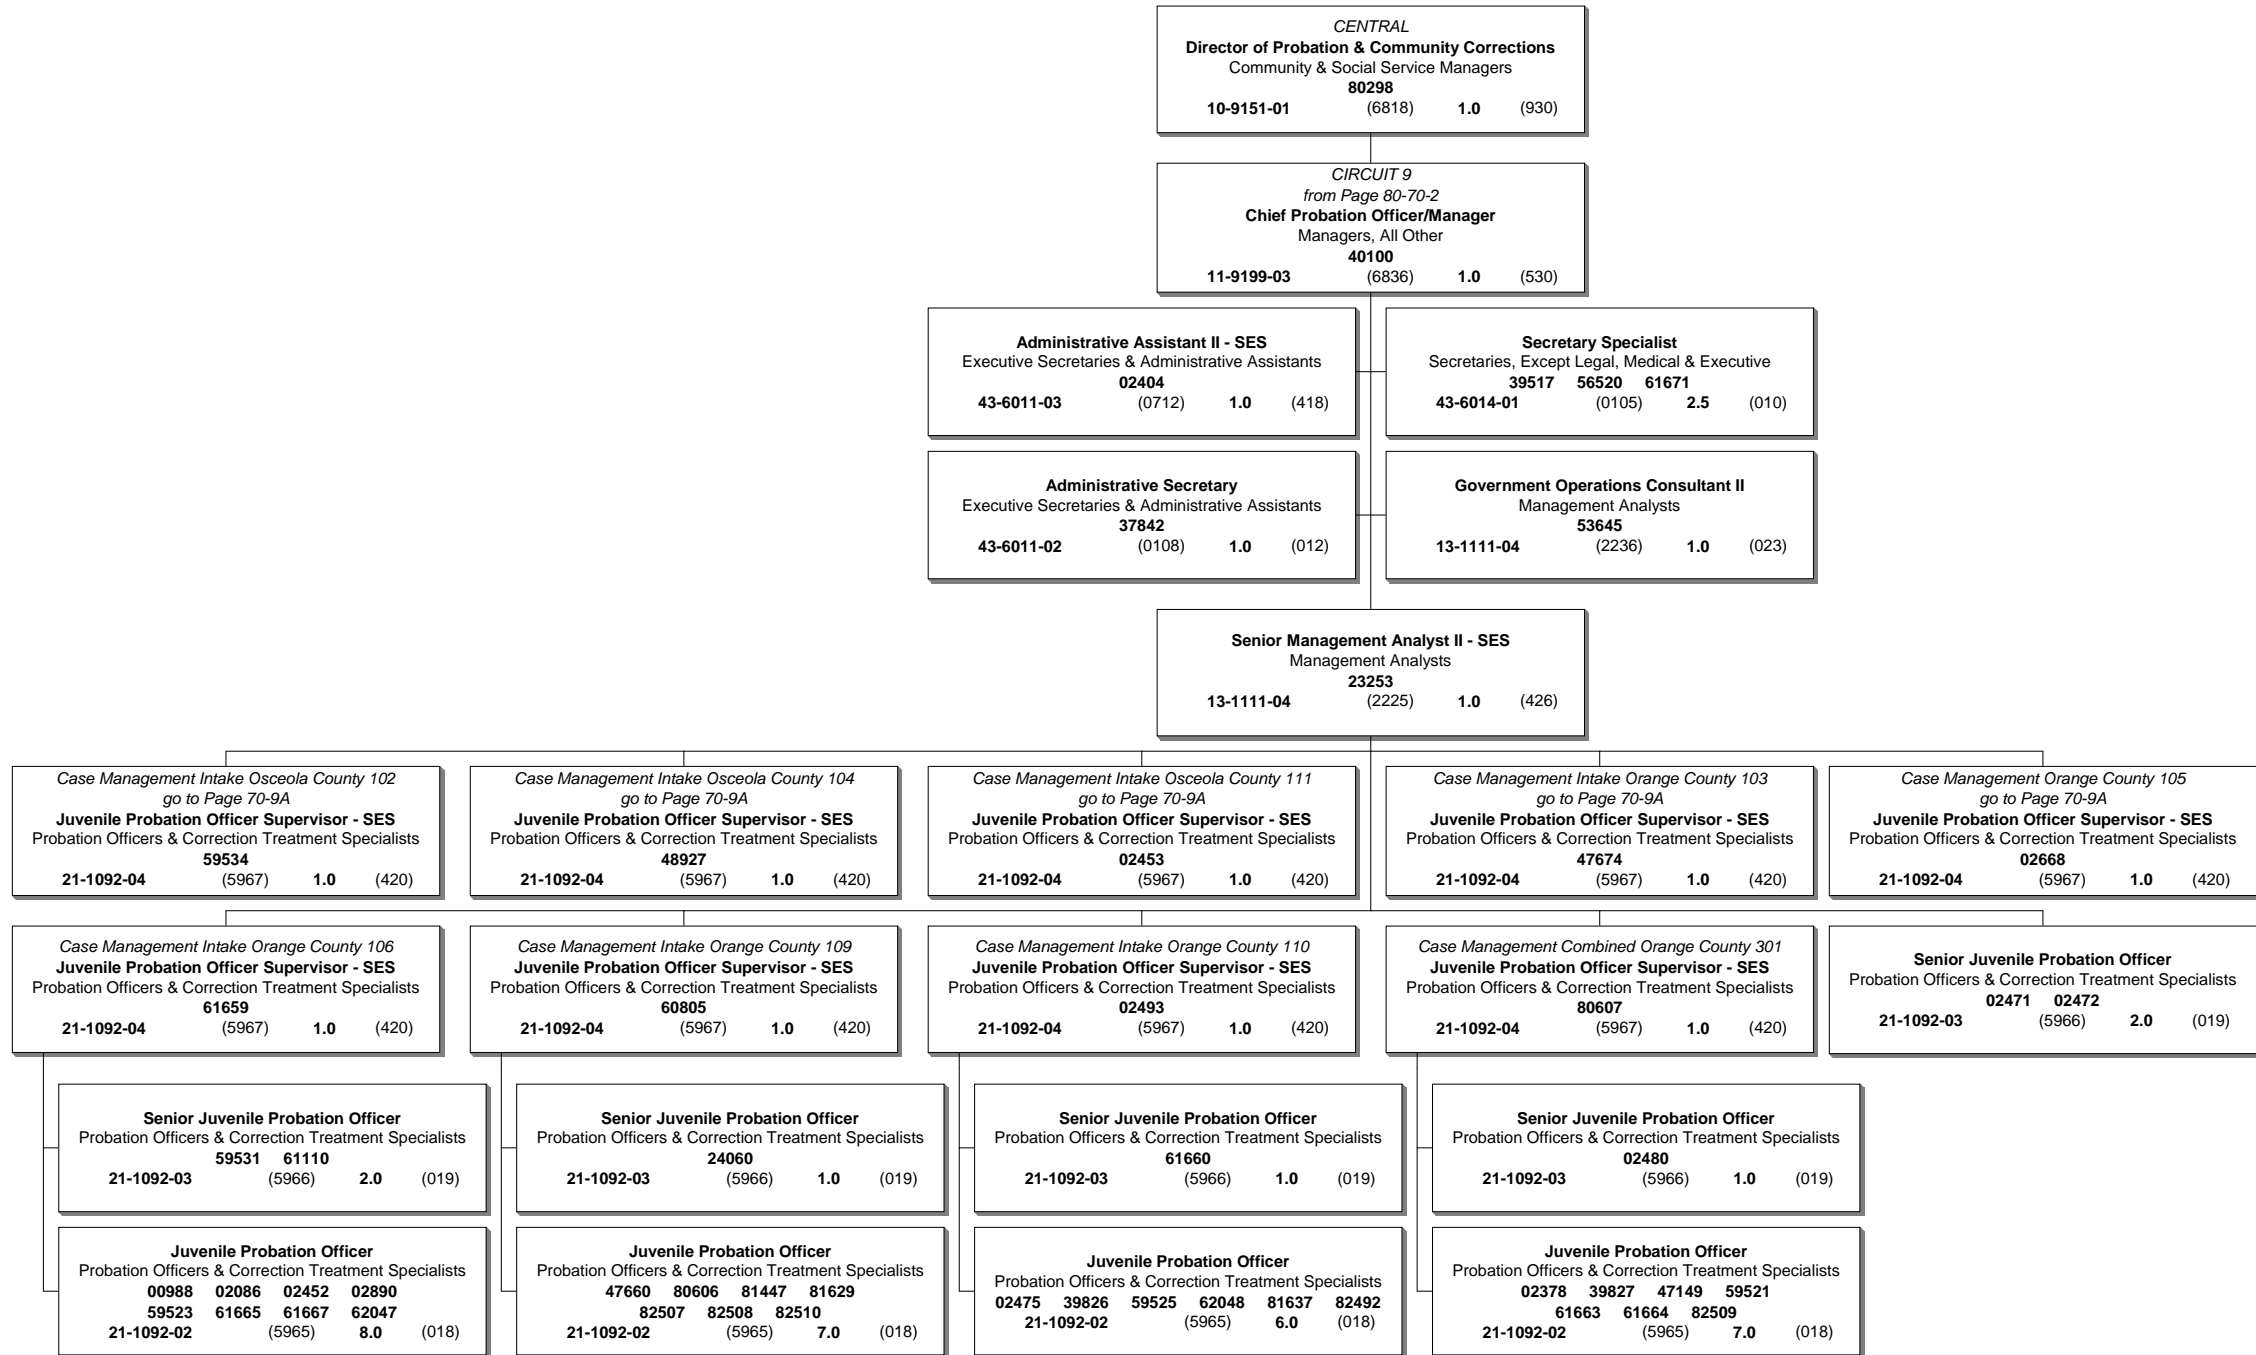 CENTRAL
Director of Probation & Community Corrections
Community & Social Service Managers
80298
10-9151-01 (6818) 1.0 (930)
CIRCUIT 9
from Page 80-70-2
Chief Probation Officer/Manager
Managers, All Other
40100
11-9199-03 (6836) 1.0 (530)
Administrative Assistant II - SES
Executive Secretaries & Administrative Assistants
02404
43-6011-03 (0712) 1.0 (418)
Secretary Specialist
Secretaries, Except Legal, Medical & Executive
39517 56520 61671
43-6014-01 (0105) 2.5 (010)
Administrative Secretary
Executive Secretaries & Administrative Assistants
37842
43-6011-02 (0108) 1.0 (012)
Government Operations Consultant II
Management Analysts
53645
13-1111-04 (2236) 1.0 (023)
Senior Management Analyst II - SES
Management Analysts
23253
13-1111-04 (2225) 1.0 (426)
Case Management Intake Osceola County 102
go to Page 70-9A
Juvenile Probation Officer Supervisor - SES
Probation Officers & Correction Treatment Specialists
59534
21-1092-04 (5967) 1.0 (420)
Case Management Intake Osceola County 104
go to Page 70-9A
Juvenile Probation Officer Supervisor - SES
Probation Officers & Correction Treatment Specialists
48927
21-1092-04 (5967) 1.0 (420)
Case Management Intake Osceola County 111
go to Page 70-9A
Juvenile Probation Officer Supervisor - SES
Probation Officers & Correction Treatment Specialists
02453
21-1092-04 (5967) 1.0 (420)
Case Management Intake Orange County 103
go to Page 70-9A
Juvenile Probation Officer Supervisor - SES
Probation Officers & Correction Treatment Specialists
47674
21-1092-04 (5967) 1.0 (420)
Case Management Orange County 105
go to Page 70-9A
Juvenile Probation Officer Supervisor - SES
Probation Officers & Correction Treatment Specialists
02668
21-1092-04 (5967) 1.0 (420)
Case Management Intake Orange County 106
Juvenile Probation Officer Supervisor - SES
Probation Officers & Correction Treatment Specialists
61659
21-1092-04 (5967) 1.0 (420)
Case Management Intake Orange County 109
Juvenile Probation Officer Supervisor - SES
Probation Officers & Correction Treatment Specialists
60805
21-1092-04 (5967) 1.0 (420)
Case Management Intake Orange County 110
Juvenile Probation Officer Supervisor - SES
Probation Officers & Correction Treatment Specialists
02493
21-1092-04 (5967) 1.0 (420)
Case Management Combined Orange County 301
Juvenile Probation Officer Supervisor - SES
Probation Officers & Correction Treatment Specialists
80607
21-1092-04 (5967) 1.0 (420)
Senior Juvenile Probation Officer
Probation Officers & Correction Treatment Specialists
02471 02472
21-1092-03 (5966) 2.0 (019)
Senior Juvenile Probation Officer
Probation Officers & Correction Treatment Specialists
59531 61110
21-1092-03 (5966) 2.0 (019)
Senior Juvenile Probation Officer
Probation Officers & Correction Treatment Specialists
24060
21-1092-03 (5966) 1.0 (019)
Senior Juvenile Probation Officer
Probation Officers & Correction Treatment Specialists
61660
21-1092-03 (5966) 1.0 (019)
Senior Juvenile Probation Officer
Probation Officers & Correction Treatment Specialists
02480
21-1092-03 (5966) 1.0 (019)
Juvenile Probation Officer
Probation Officers & Correction Treatment Specialists
00988 02086 02452 02890
59523 61665 61667 62047
21-1092-02 (5965) 8.0 (018)
Juvenile Probation Officer
Probation Officers & Correction Treatment Specialists
47660 80606 81447 81629
82507 82508 82510
21-1092-02 (5965) 7.0 (018)
Juvenile Probation Officer
Probation Officers & Correction Treatment Specialists
02475 39826 59525 62048 81637 82492
21-1092-02 (5965) 6.0 (018)
Juvenile Probation Officer
Probation Officers & Correction Treatment Specialists
02378 39827 47149 59521
61663 61664 82509
21-1092-02 (5965) 7.0 (018)